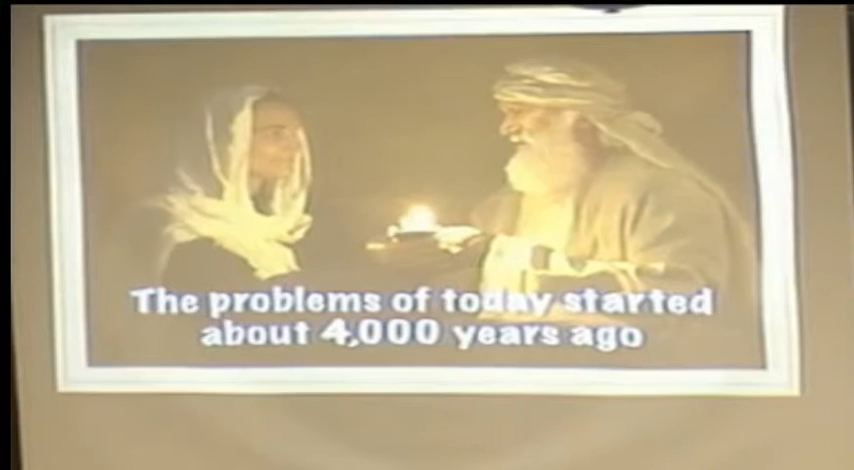 The problems of today started
about 4,000 years ago